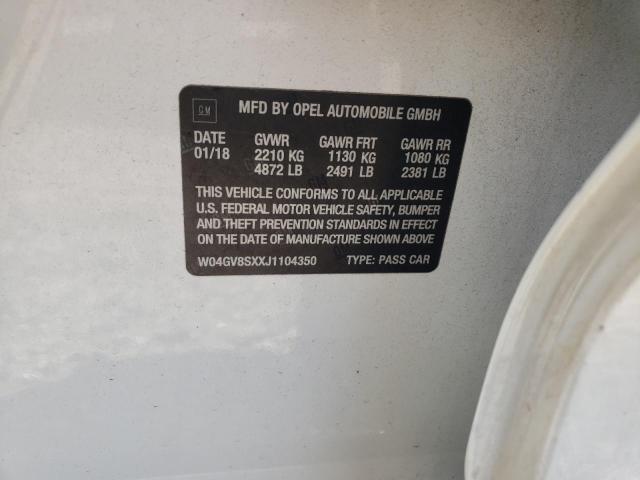 GM MFD BY OPEL AUTOMOBILE GMBH
DATE GVWR GAWR FRT GAWR RR
01/18 2210 KG 1130 KG 1080 KG
4872 LB 2491 LB 2381 LB
THIS VEHICLE CONFORMS TO ALL APPLICABLE
U.S. FEDERAL MOTOR VEHICLE SAFETY, BUMPER
AND THEFT PREVENTION STANDARDS IN EFFECT
ON THE DATE OF MANUFACTURE SHOWN ABOVE
W04GV8SXXJ1104350 TYPE: PASS CAR